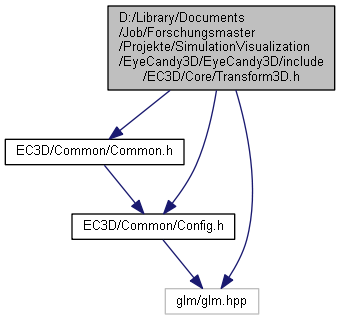 D:/Library/Documents
/Job/Forschungsmaster
/Projekte/SimulationVisualization
/EyeCandy3D/EyeCandy3D/include
/EC3D/Core/Transform3D.h
EC3D/Common/Common.h
EC3D/Common/Config.h
glm/glm.hpp